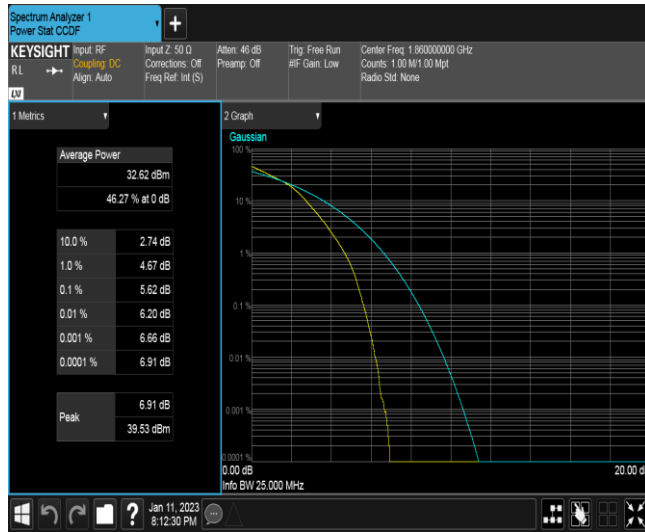 Spectrum Analyzer 1
Power Stat CCDF
+
KEYSIGHT Input: RF Input Z: 50 Ω Atten: 46 dB Trig: Free Run Center Freq: 1.860000000 GHz
RL Coupling: DC Corrections: Off Preamp: Off #IF Gain: Low Counts: 1.00 M/1.00 Mpt
Align: Auto Freq Ref: Int (S) Radio Std: None
1 Metrics
Average Power
32.62 dBm
46.27 % at 0 dB
10.0 % 2.74 dB
1.0 % 4.67 dB
0.1 % 5.62 dB
0.01 % 6.20 dB
0.001 % 6.66 dB
0.0001 % 6.91 dB
Peak 6.91 dB
39.53 dBm
2 Graph
Gaussian
100 %
10 %
1 %
0.1 %
0.01 %
0.001 %
0.0001 %
0.00 dB 20.00 d
Info BW 25.000 MHz
? Jan 11, 2023
8:12:30 PM